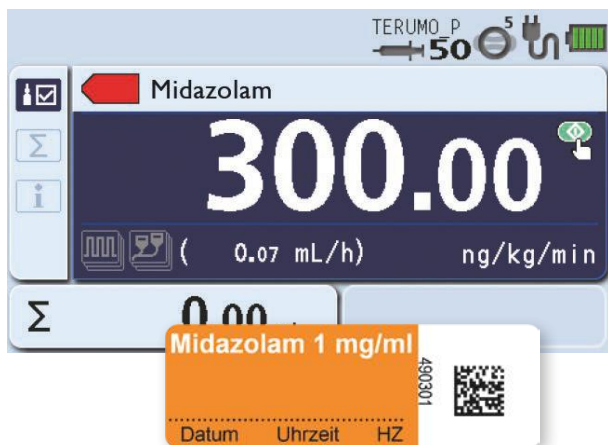 TERUMO_P
50
5
Midazolam
300.00
( 0.07 mL/h) ng/kg/min
Σ
i
Σ 0.00
Midazolam 1 mg/ml
490301
Datum Uhrzeit HZ